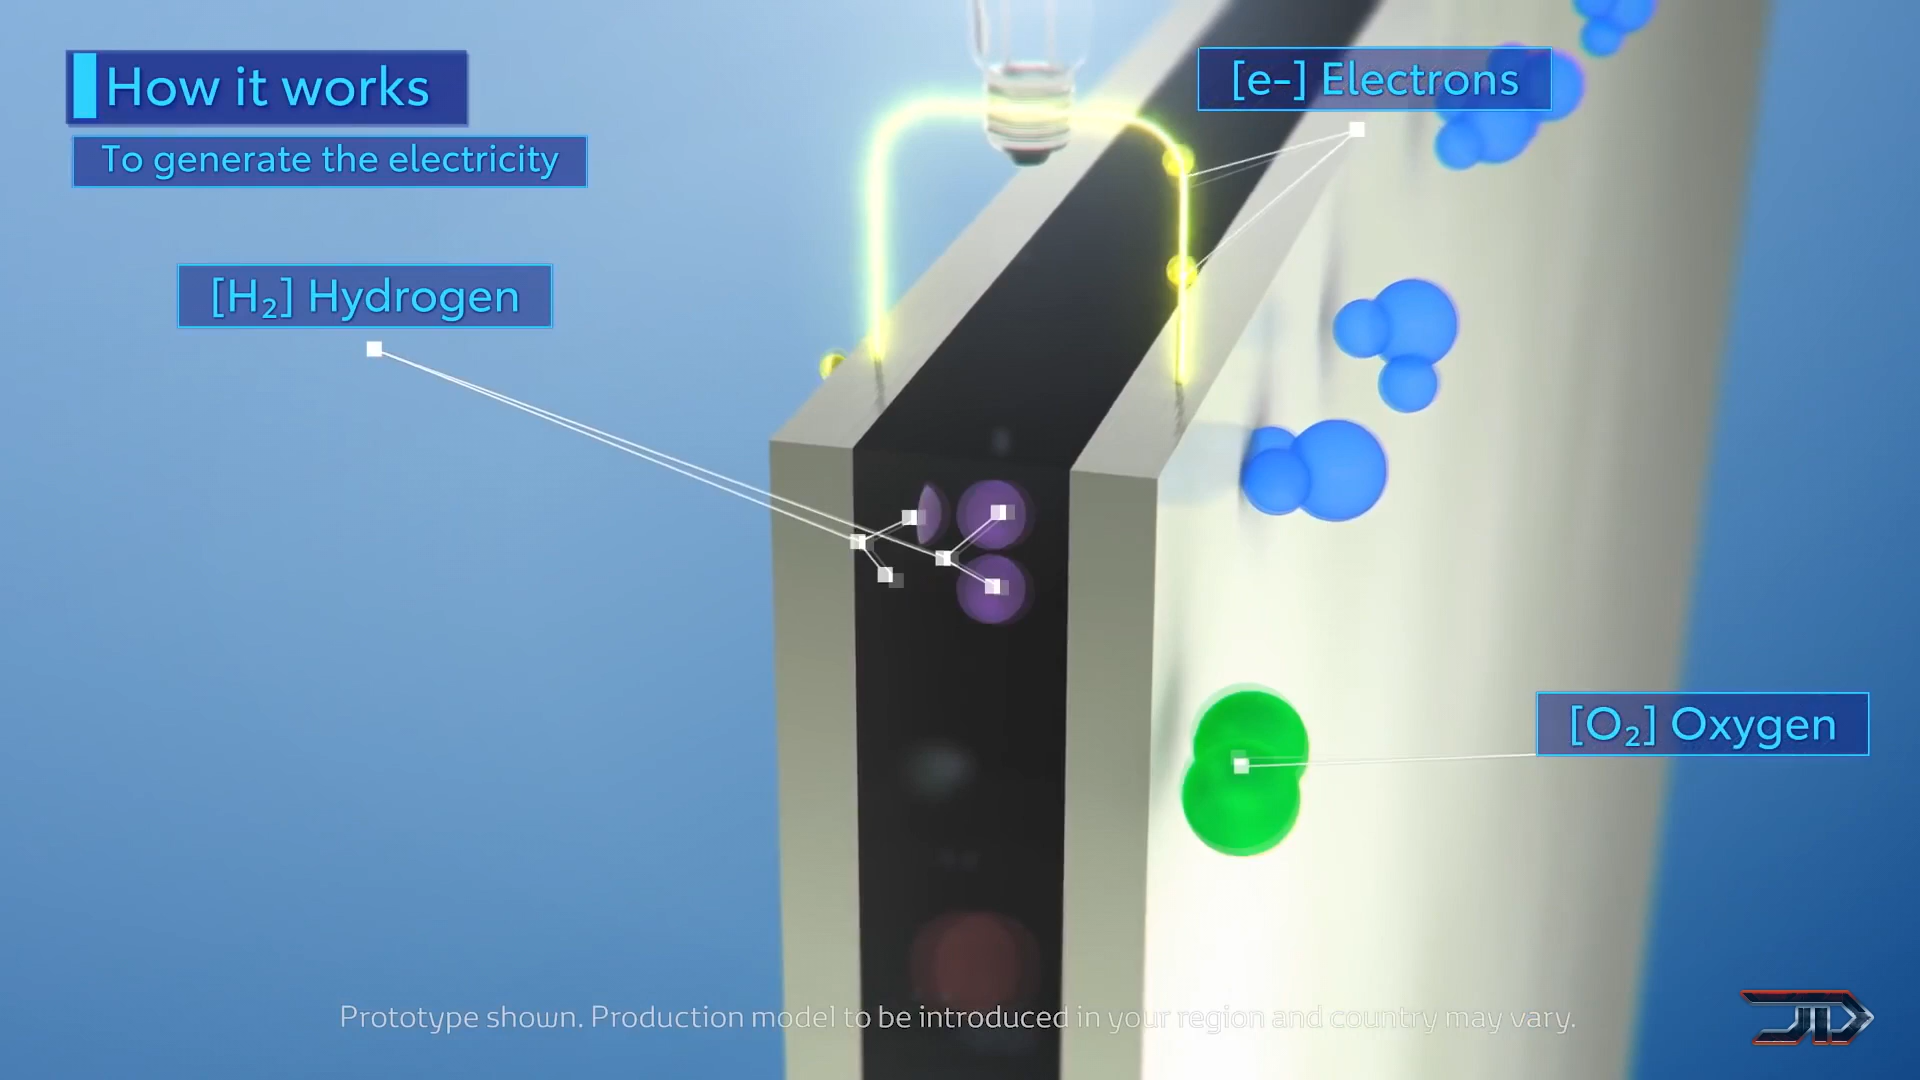 How it works
To generate the electricity
[e-] Electrons
[H₂] Hydrogen
[O₂] Oxygen
Prototype shown. Production model to be introduced in your region and country may vary.